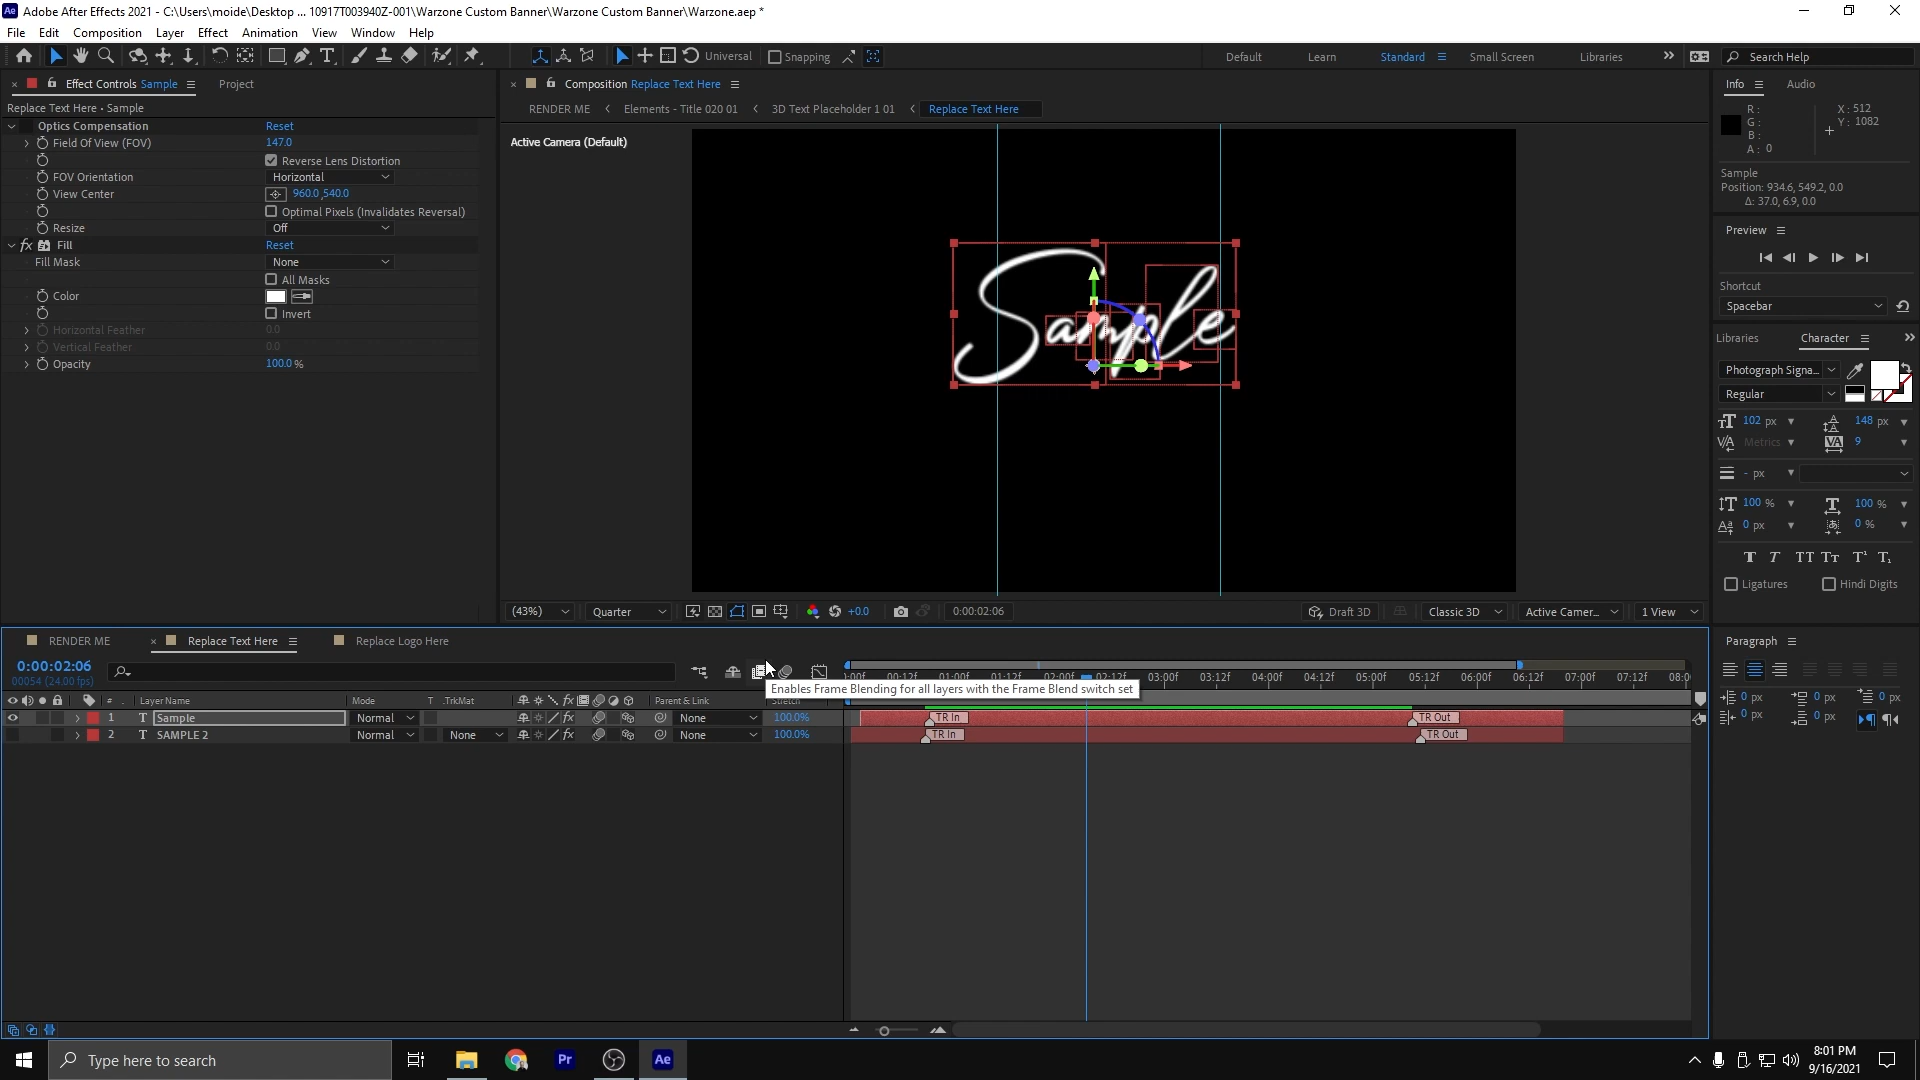 Adobe After Effects 2021 - C:\Users\moide\Desktop ... 10917T003940Z-001\Warzone Custom Banner\Warzone Custom Banner\Warzone.aep *
File Edit Composition Layer Effect Animation View Window Help
Universal Snapping Default Learn Standard Small Screen Libraries Search Help
Effect Controls Sample Project
Replace Text Here • Sample
Optics Compensation Reset
Field Of View (FOV) 147.0
Reverse Lens Distortion
FOV Orientation Horizontal
View Center 960.0,540.0
Optimal Pixels (Invalidates Reversal)
Resize Off
fx Fill Reset
Fill Mask None
All Masks
Color
Invert
Horizontal Feather 0.0
Vertical Feather 0.0
Opacity 100.0 %
Composition Replace Text Here
RENDER ME Elements - Title 020 01 3D Text Placeholder 1 01 Replace Text Here
Active Camera (Default)
Sample
(43%) Quarter +0.0 0:00:02:06 Draft 3D Classic 3D Active Camer... 1 View
Info Audio
R: X: 512
G: Y: 1082
B:
A: 0
Sample
Position: 934.6, 549.2, 0.0
Δ: 37.0, 6.9, 0.0
Preview
Shortcut
Spacebar
Libraries Character
Photograph Signa...
Regular
102 px 148 px
Metrics 9
- px
100 % 100 %
0 px 0 %
Ligatures Hindi Digits
Paragraph
0 px 0 px 0 px
0 px 0 px
RENDER ME Replace Text Here Replace Logo Here
0:00:02:06
00054 (24.00 fps)
00:12f 01:00f 01:12f 02:00f 02:12f 03:00f 03:12f 04:00f 04:12f 05:00f 05:12f 06:00f 06:12f 07:00f 07:12f
Enables Frame Blending for all layers with the Frame Blend switch set
# Layer Name Mode T .TrkMat Parent & Link Stretch
1 T Sample Normal None 100.0% TR In TR Out
2 T SAMPLE 2 Normal None None 100.0% TR In TR Out
Type here to search
Pr Ae
8:01 PM
9/16/2021